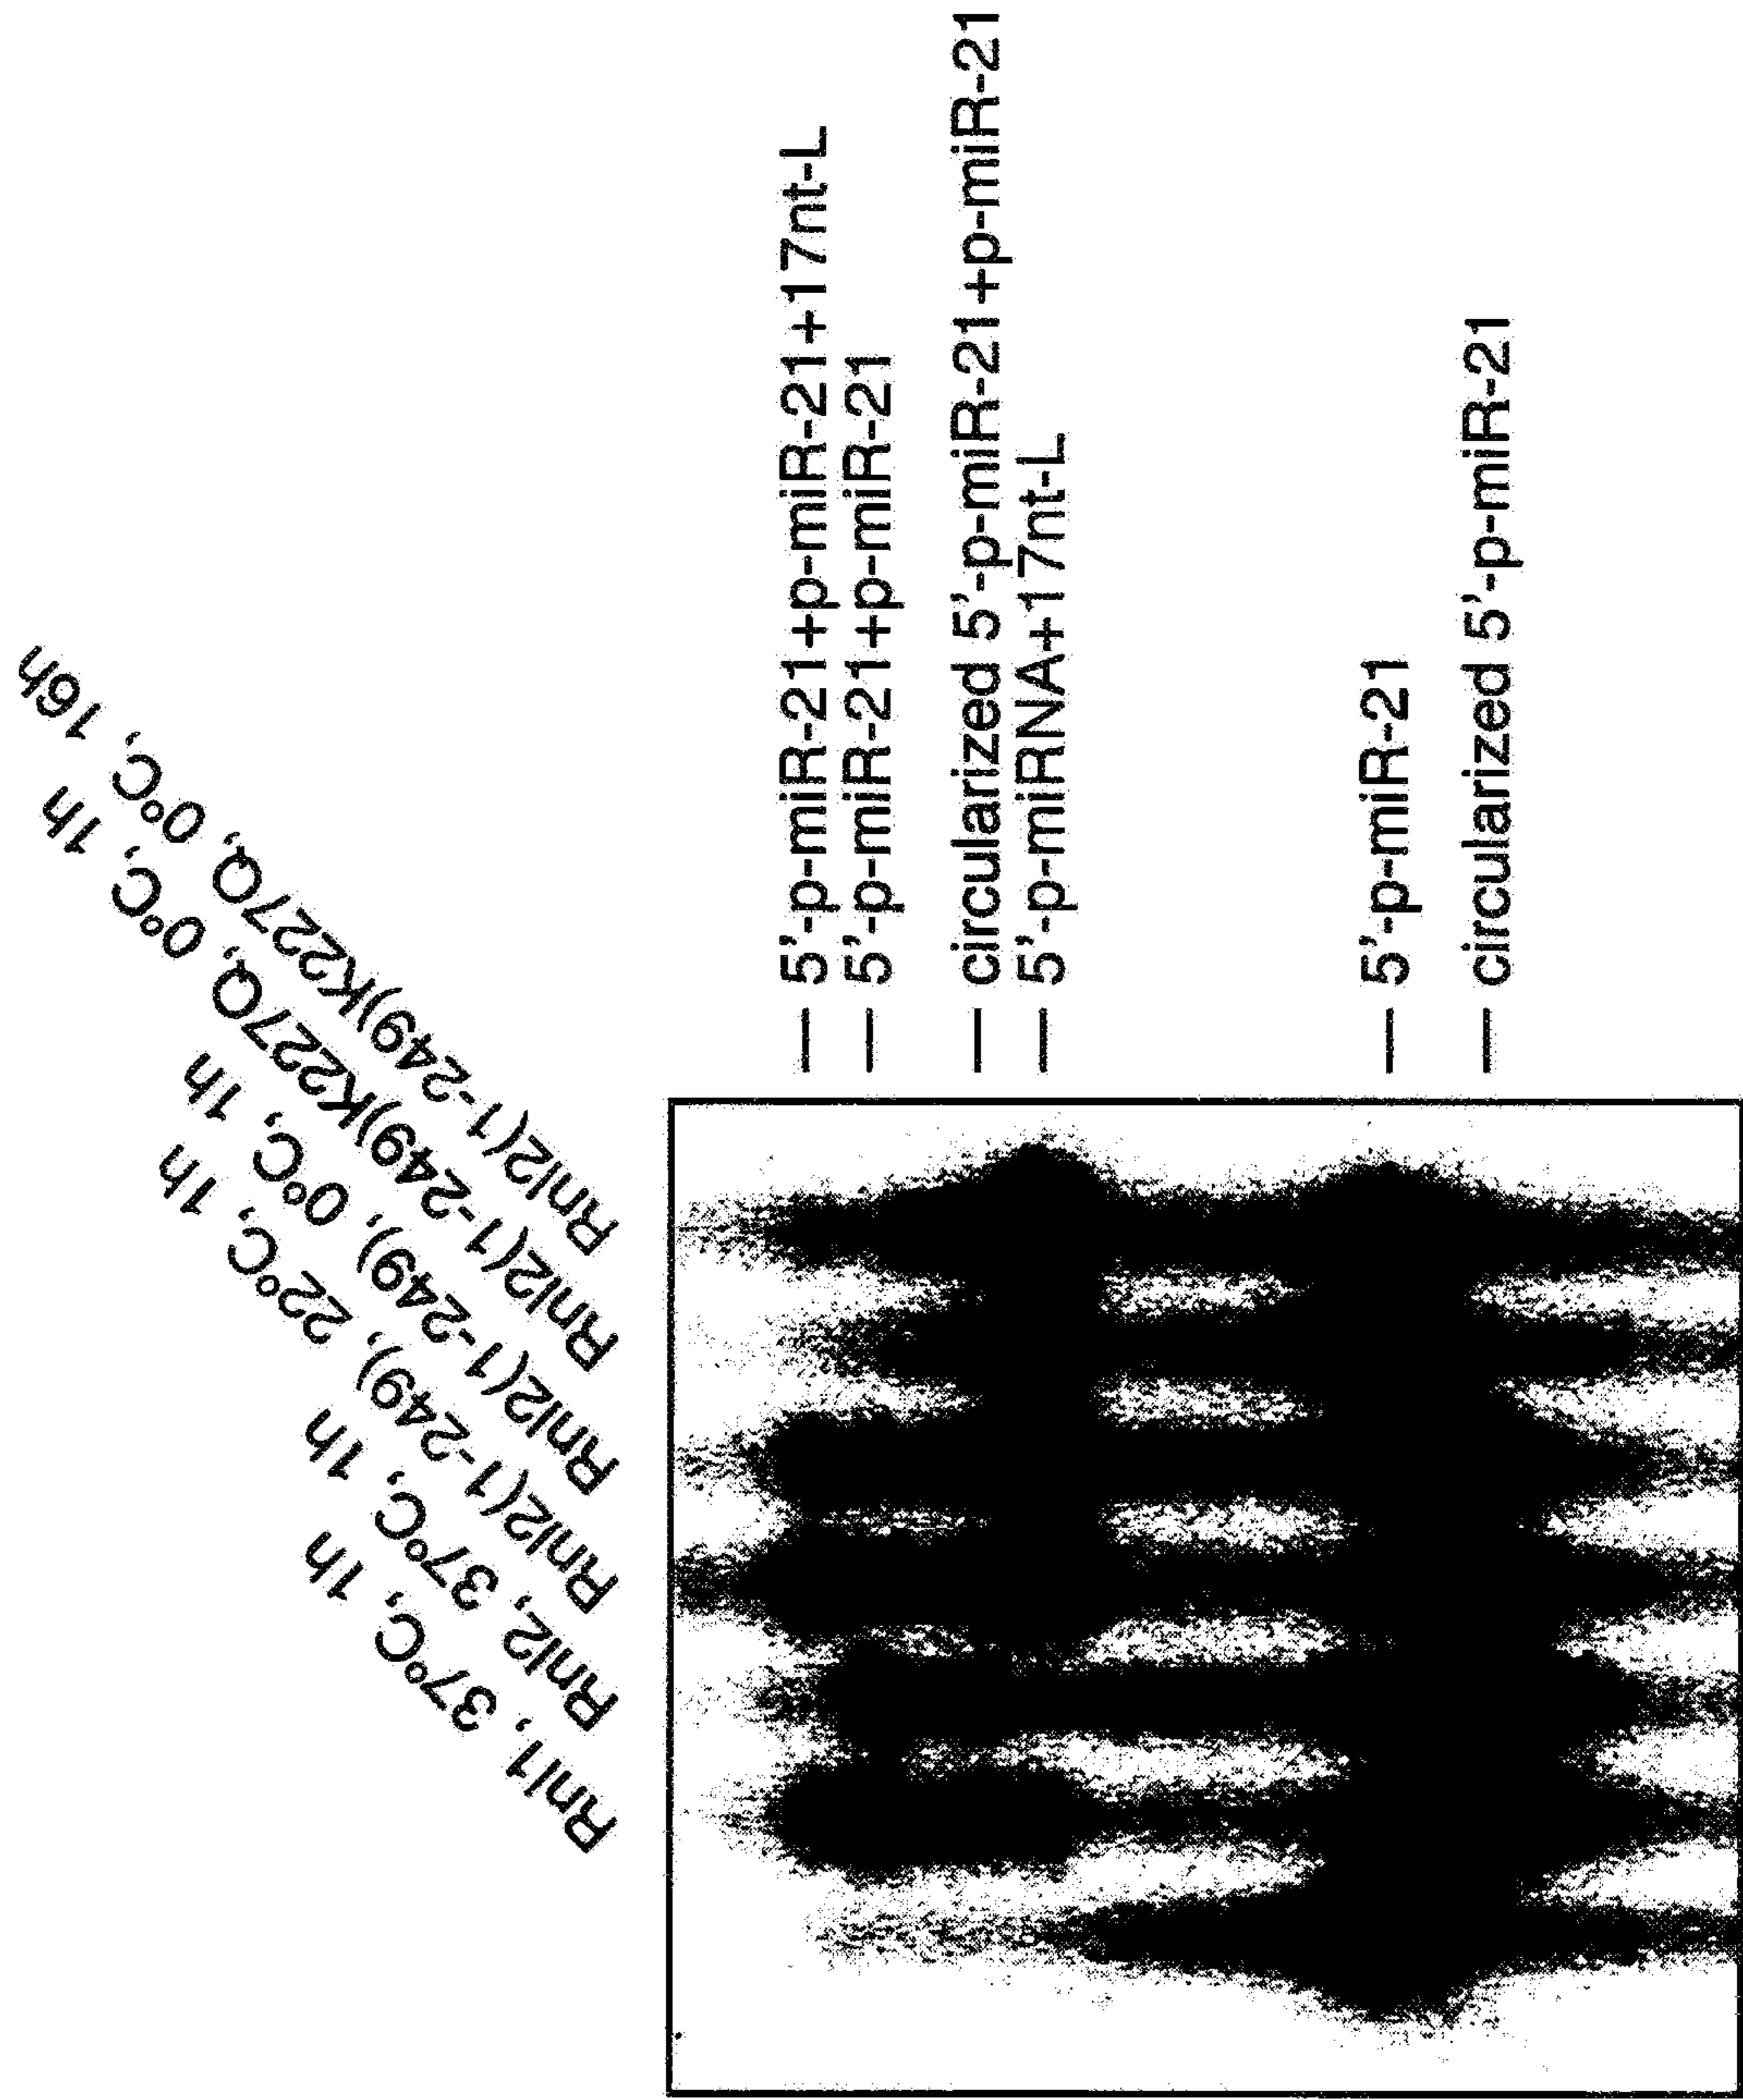 Rnl1, 37°C, 1h
Rnl2, 37°C, 1h
Rnl2(1-249), 22°C, 1h
Rnl2(1-249), 0°C, 1h
Rnl2(1-249)K227Q, 0°C, 1h
Rnl2(1-249)K227Q, 0°C, 16h
5'-p-miR-21+p-miR-21+17nt-L
5'-p-miR-21+p-miR-21
circularized 5'-p-miR-21+p-miR-21
5'-p-miRNA+17nt-L
5'-p-miR-21
circularized 5'-p-miR-21